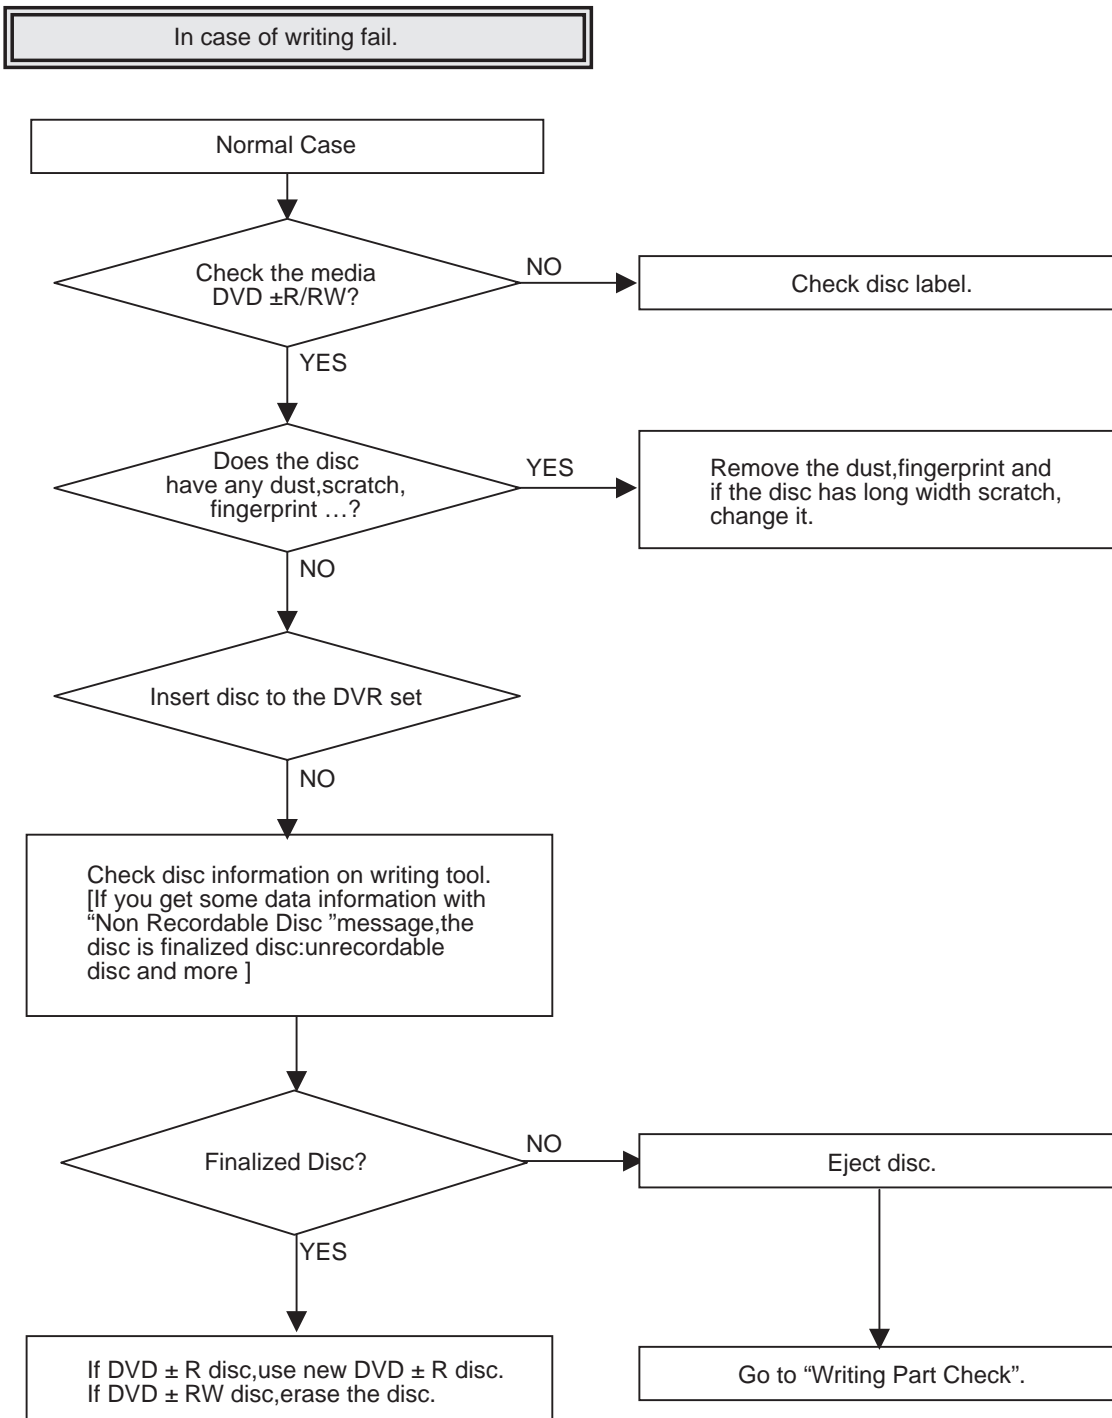 In case of writing fail.
Normal Case
Check the media
DVD ±R/RW?
NO
Check disc label.
YES
Does the disc
have any dust,scratch,
fingerprint …?
YES
Remove the dust,fingerprint and
if the disc has long width scratch,
change it.
NO
Insert disc to the DVR set
NO
Check disc information on writing tool.
[If you get some data information with
“Non Recordable Disc ”message,the
disc is finalized disc:unrecordable
disc and more ]
Finalized Disc?
NO
Eject disc.
YES
If DVD ± R disc,use new DVD ± R disc.
If DVD ± RW disc,erase the disc.
Go to “Writing Part Check”.